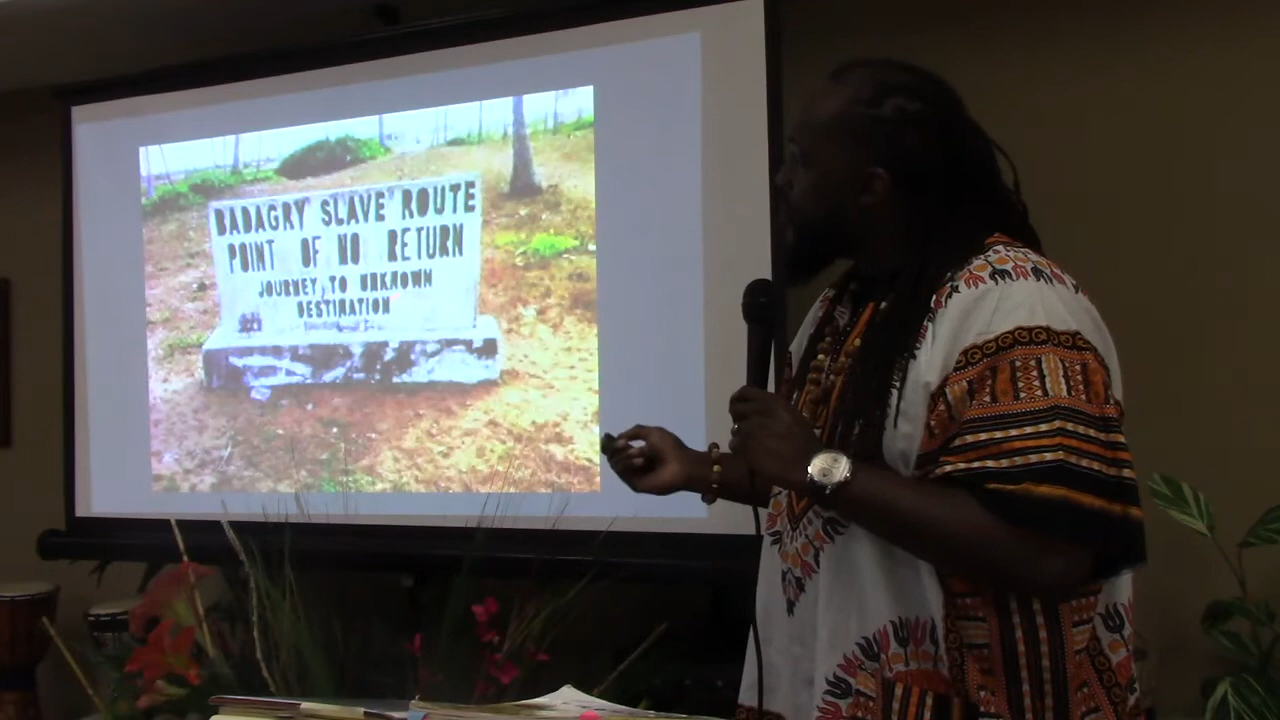 BADAGRY SLAVE ROUTE
POINT OF NO RETURN
JOURNEY TO UNKNOWN
DESTINATION